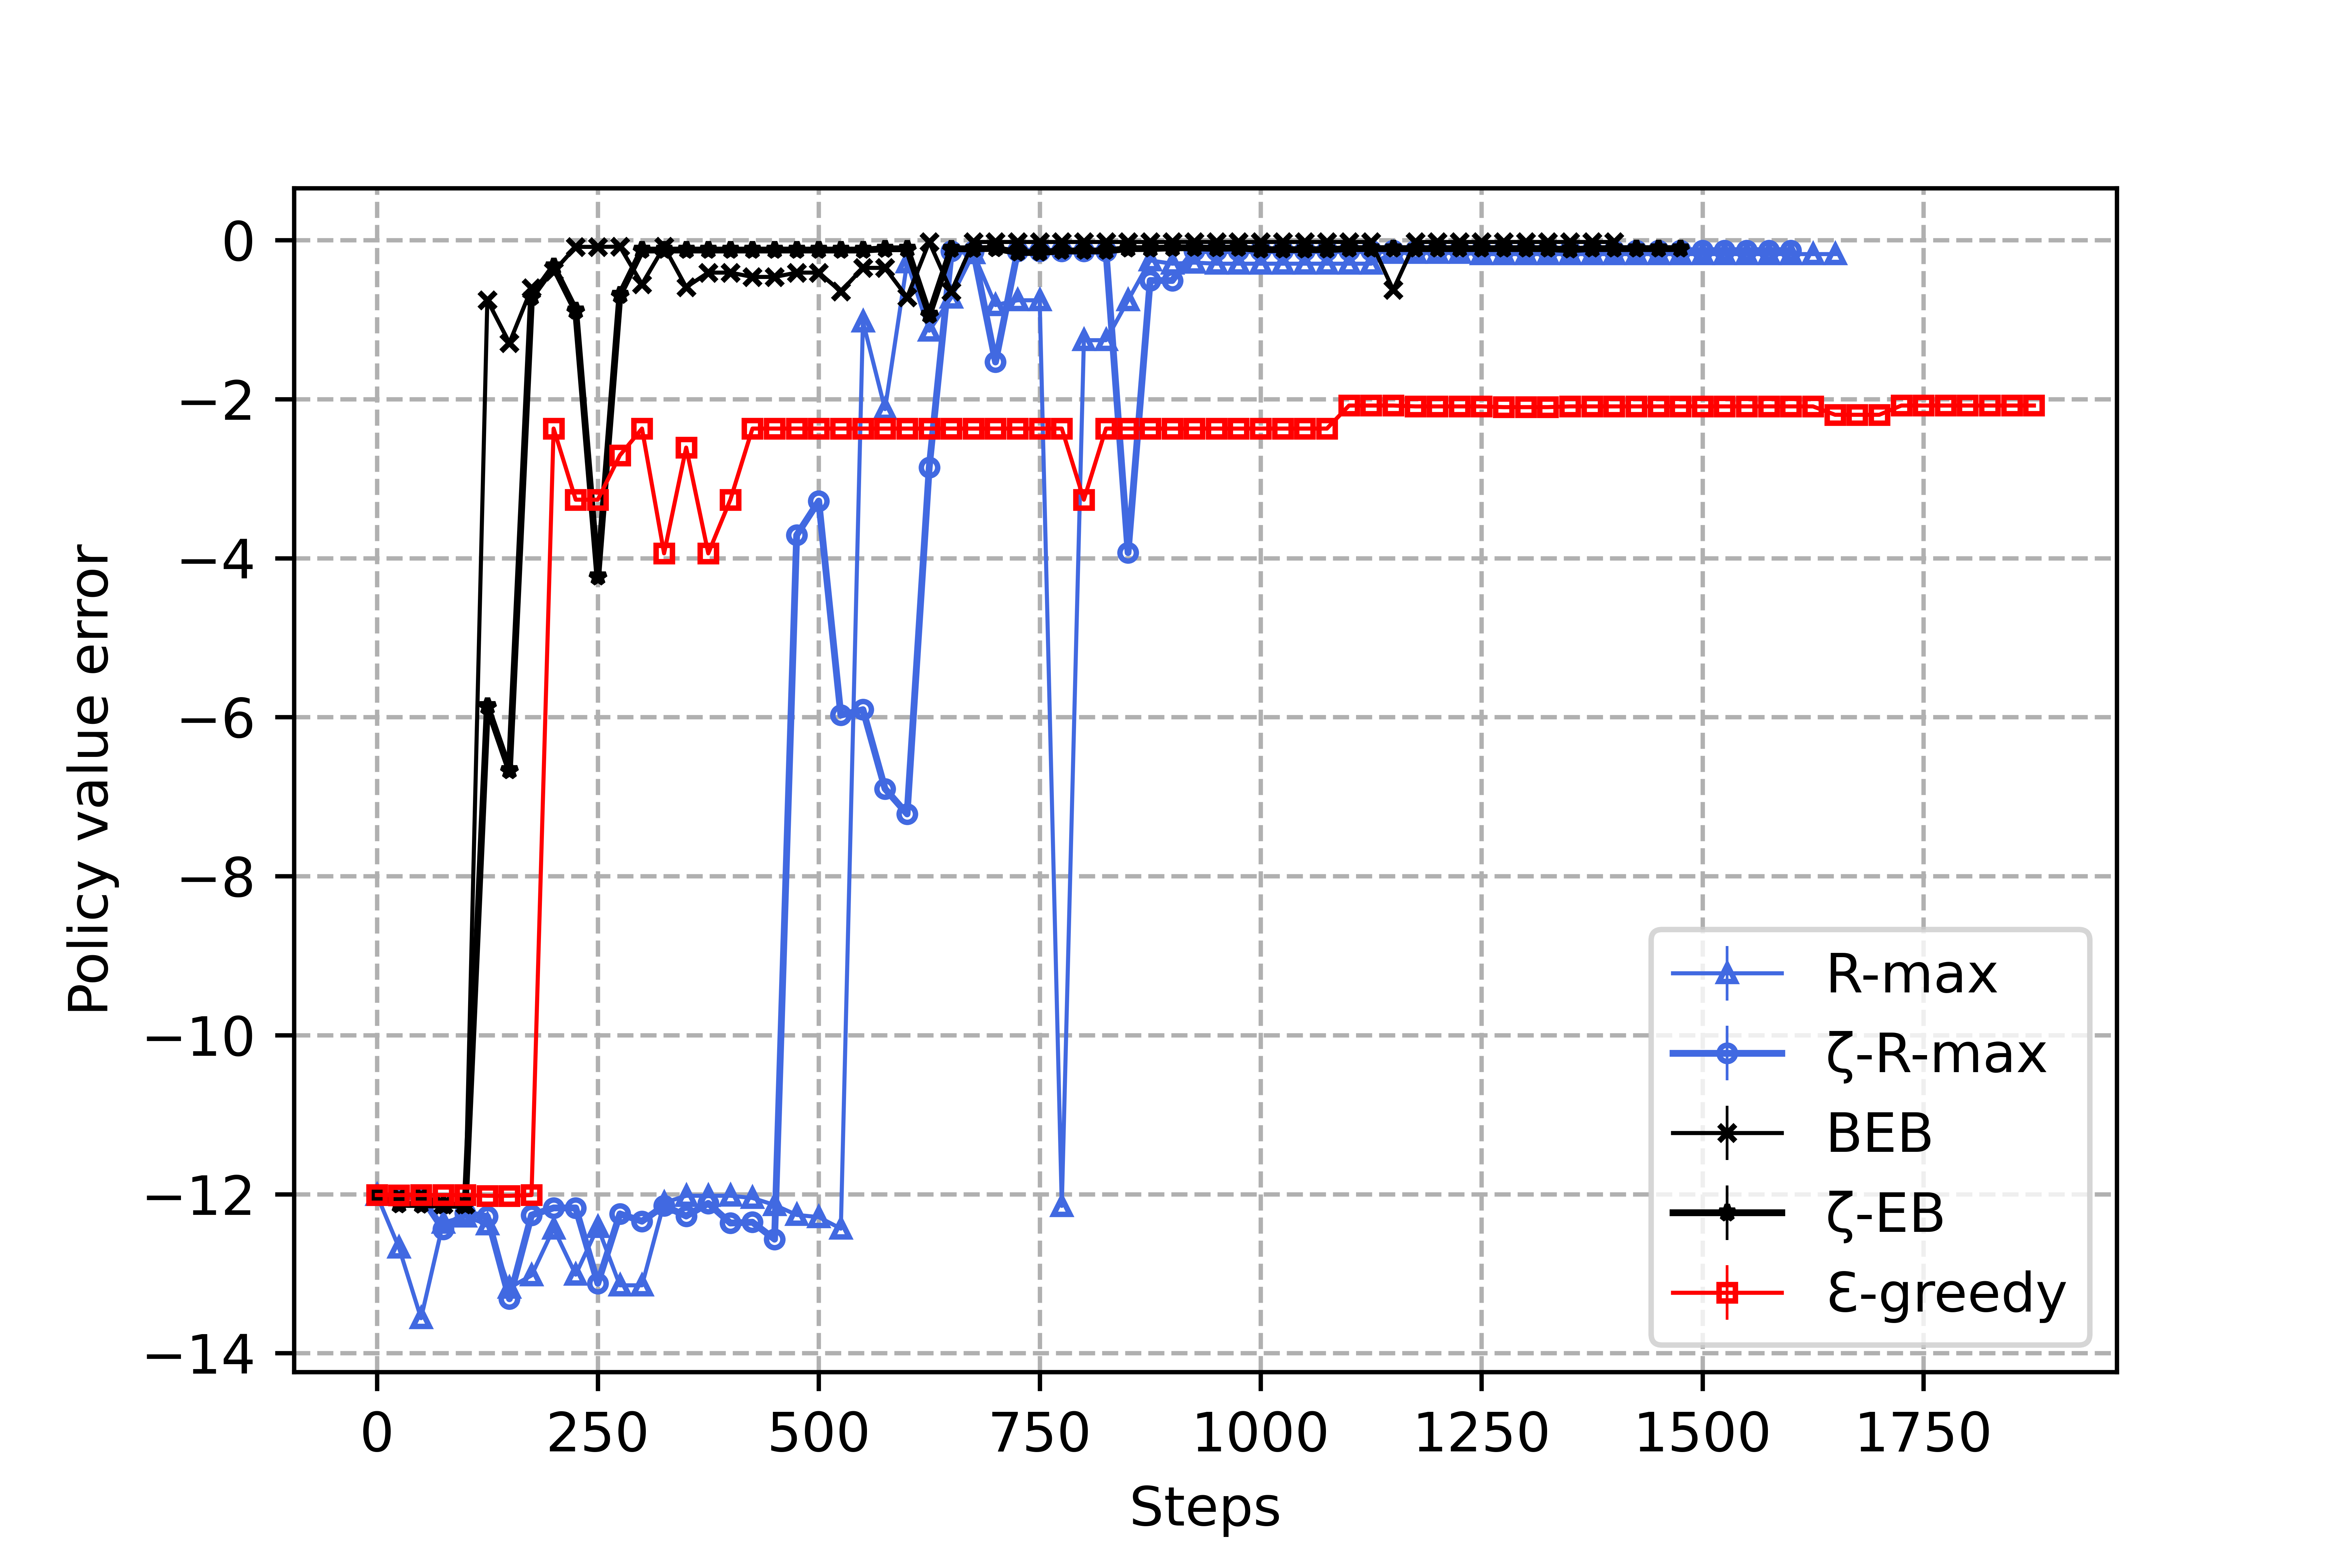 Policy value error
0
−2
−4
−6
−8
−10
−12
−14
0 250 500 750 1000 1250 1500 1750
Steps
R-max
ζ-R-max
BEB
ζ-EB
Ɛ-greedy